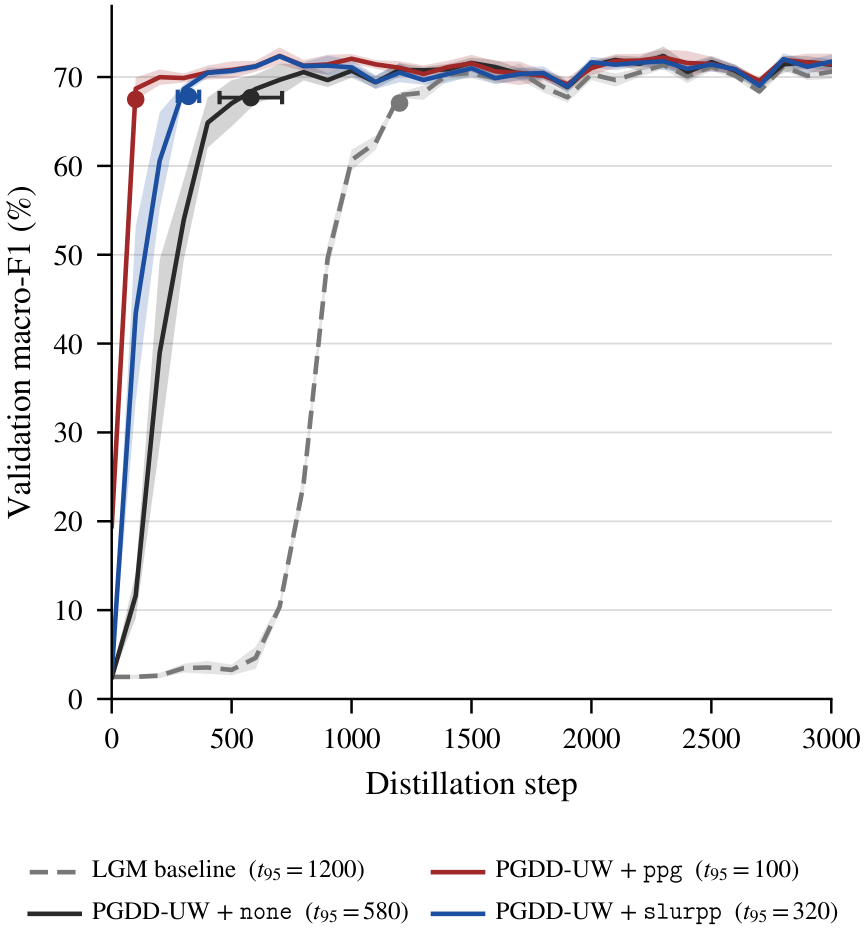 Validation macro-F1 (%)
70
60
50
40
30
20
10
0
0 500 1000 1500 2000 2500 3000
Distillation step
LGM baseline (t95 = 1200)
PGDD-UW + ppg (t95 = 100)
PGDD-UW + none (t95 = 580)
PGDD-UW + slurpp (t95 = 320)